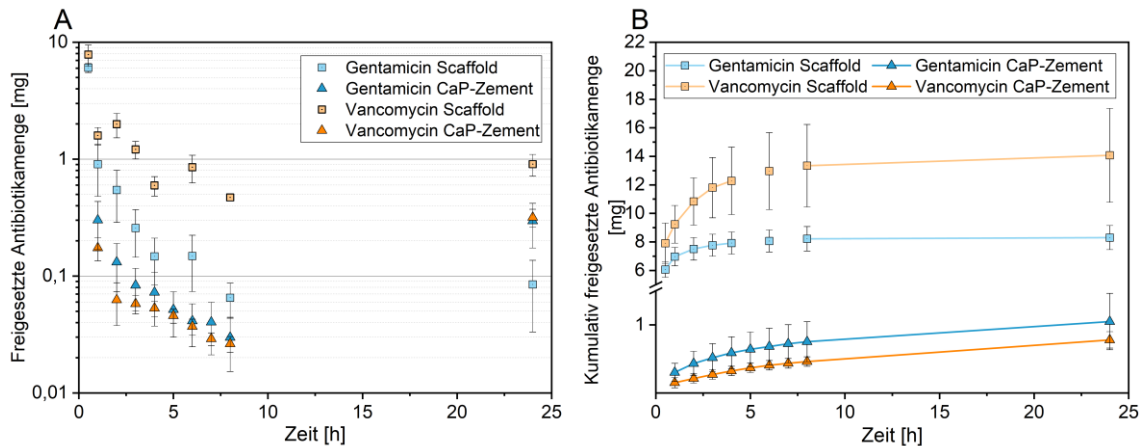 A
Freigesetzte Antibiotikamenge [mg]
10
1
0,1
0,01
Gentamicin Scaffold
Gentamicin CaP-Zement
Vancomycin Scaffold
Vancomycin CaP-Zement
0 5 10 15 20 25
Zeit [h]
B
Kumulativ freigesetzte Antibiotikamenge
[mg]
22
20
18
16
14
12
10
8
6
1
Gentamicin Scaffold Gentamicin CaP-Zement
Vancomycin Scaffold Vancomycin CaP-Zement
0 5 10 15 20 25
Zeit [h]